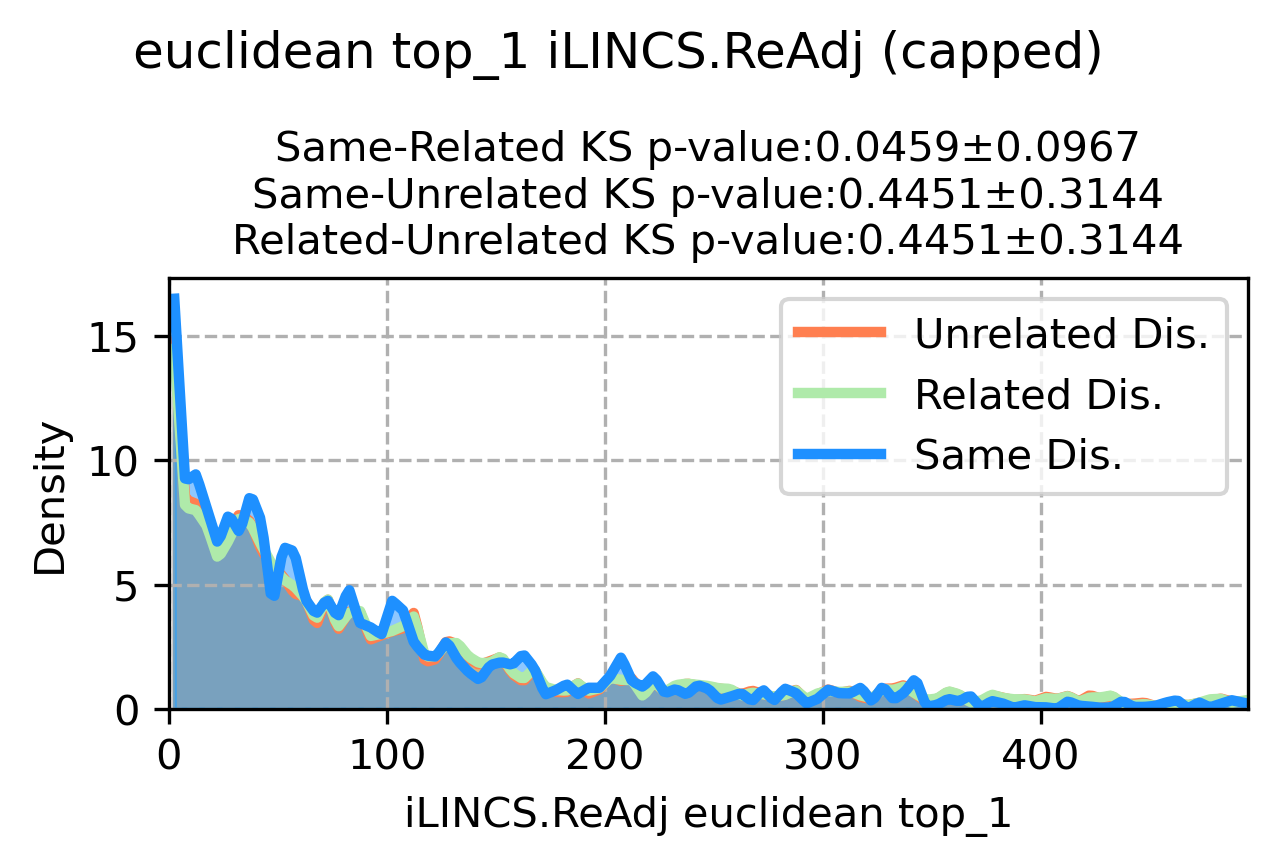 euclidean top_1 iLINCS.ReAdj (capped)
Same-Related KS p-value:0.0459±0.0967
Same-Unrelated KS p-value:0.4451±0.3144
Related-Unrelated KS p-value:0.4451±0.3144
Unrelated Dis.
Related Dis.
Same Dis.
15
10
5
0
Density
0 100 200 300 400
iLINCS.ReAdj euclidean top_1